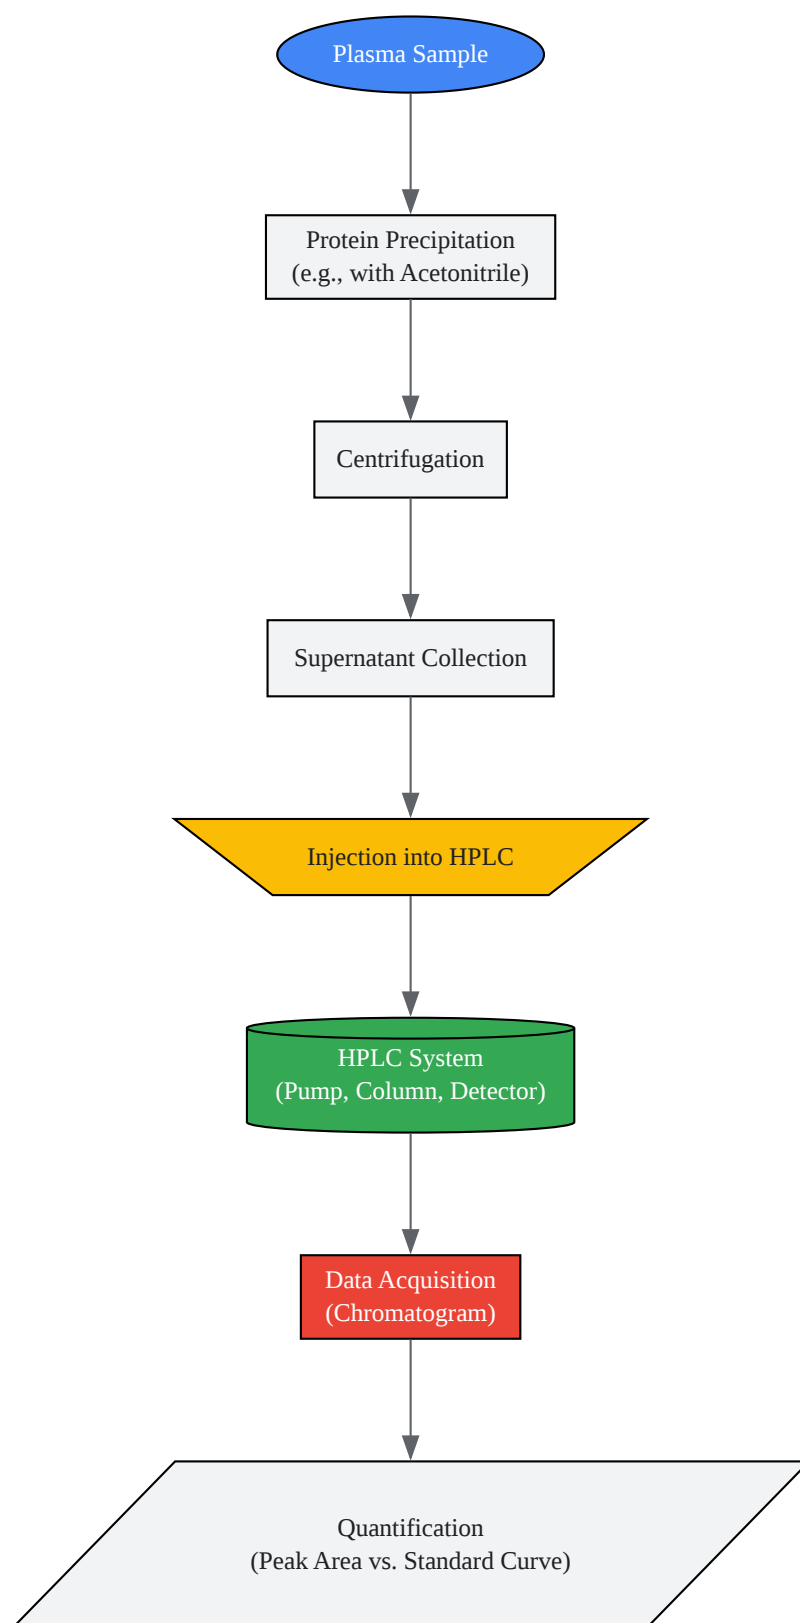 Plasma Sample
Protein Precipitation
(e.g., with Acetonitrile)
Centrifugation
Supernatant Collection
Injection into HPLC
HPLC System
(Pump, Column, Detector)
Data Acquisition
(Chromatogram)
Quantification
(Peak Area vs. Standard Curve)